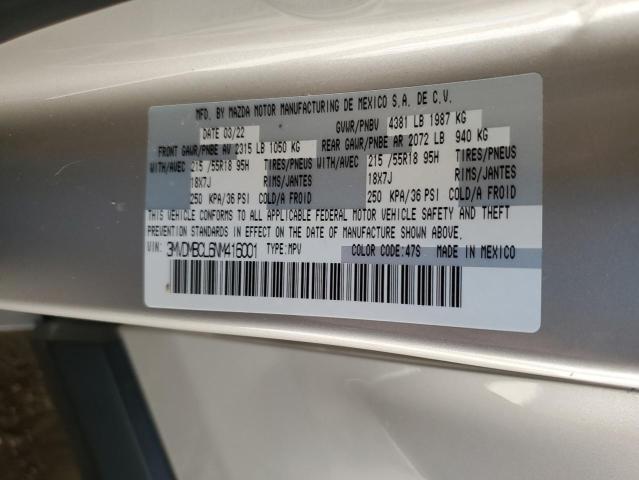 MFD. BY MAZDA MOTOR MANUFACTURING DE MEXICO S.A. DE C.V.
DATE 03/22 GVWR/PNBV 4381 LB 1987 KG
FRONT GAWR/PNBE AV 2315 LB 1050 KG REAR GAWR/PNBE AR 2072 LB 940 KG
WITH/AVEC 215 /55R18 95H TIRES/PNEUS WITH/AVEC 215 /55R18 95H TIRES/PNEUS
18X7J RIMS/JANTES 18X7J RIMS/JANTES
250 KPA/36 PSI COLD/A FROID 250 KPA/36 PSI COLD/A FROID
THIS VEHICLE CONFORMS TO ALL APPLICABLE FEDERAL MOTOR VEHICLE SAFETY AND THEFT
PREVENTION STANDARDS IN EFFECT ON THE DATE OF MANUFACTURE SHOWN ABOVE.
VIN: 3MVDMBCL6NM416001 TYPE:MPV COLOR CODE:47S MADE IN MEXICO